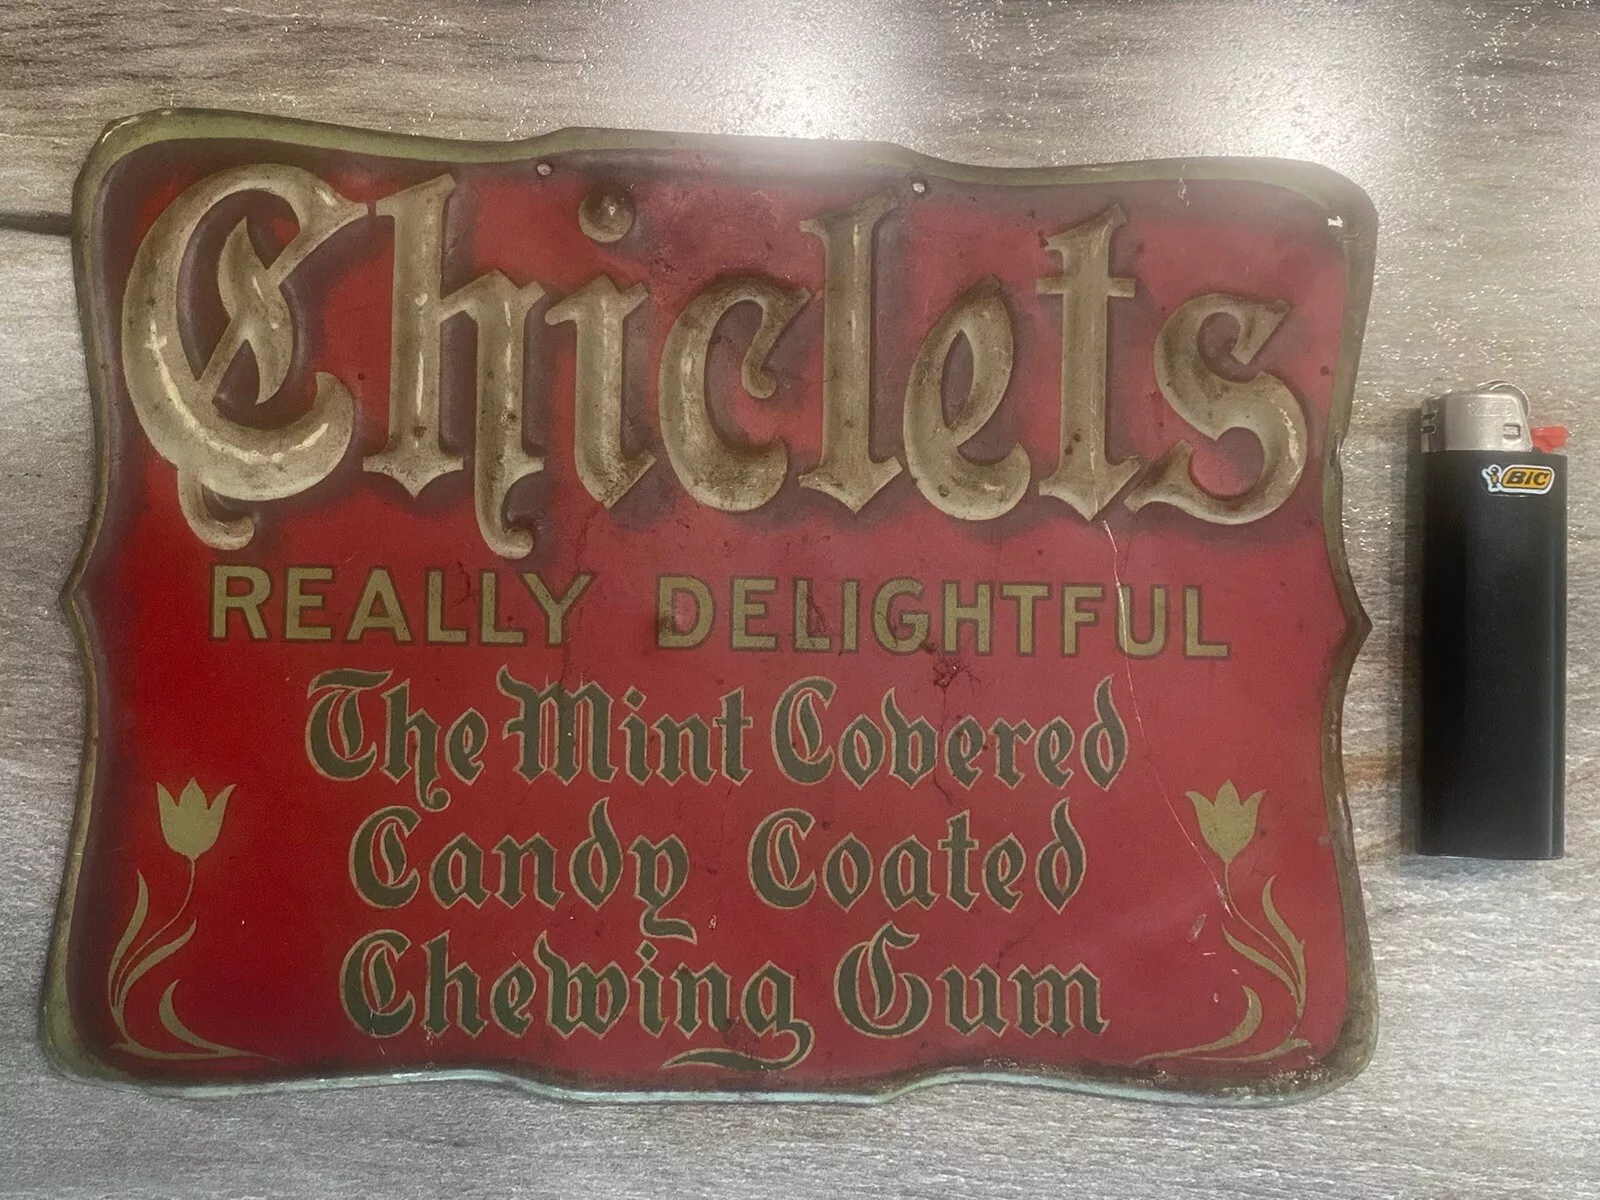 Chiclets
REALLY DELIGHTFUL
The Mint Covered
Candy Coated
Chewing Gum
BIC